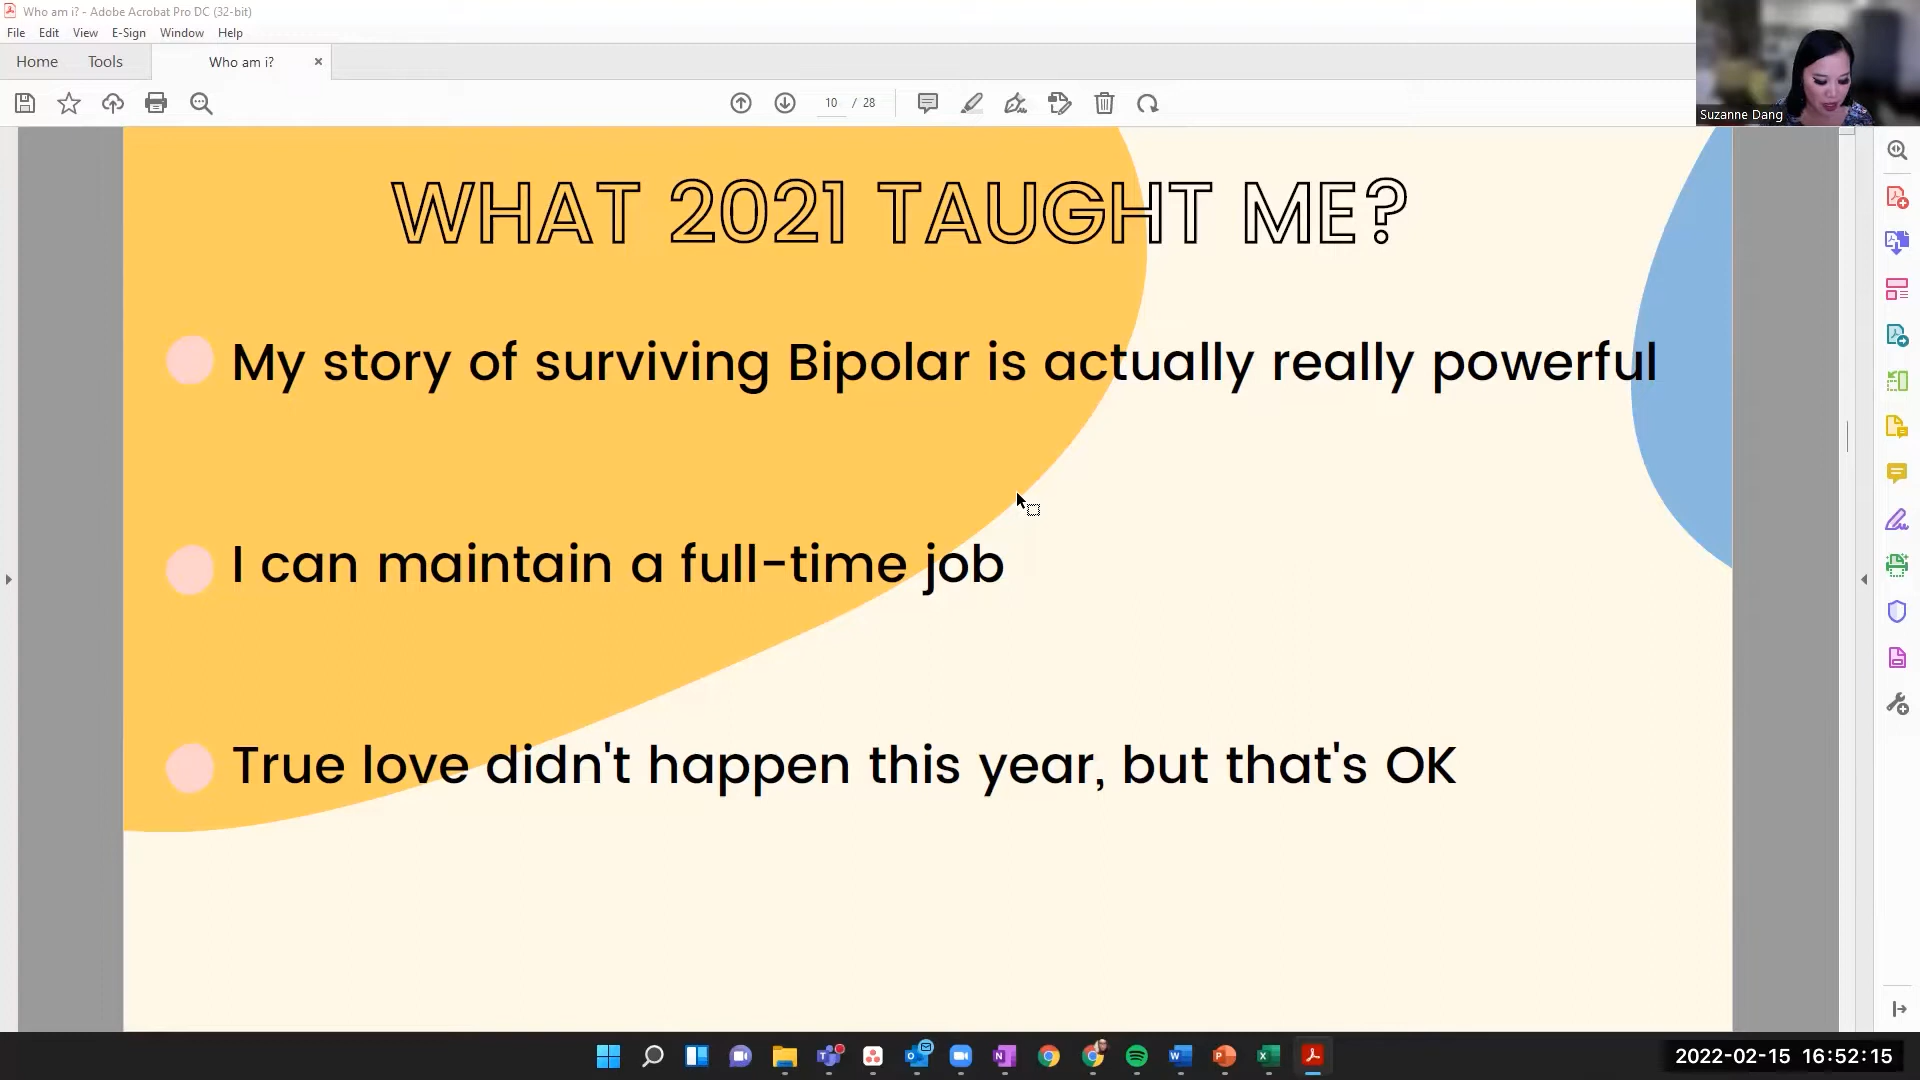 Who am i? - Adobe Acrobat Pro DC (32-bit)
File Edit View E-Sign Window Help
Home Tools Who am i? ×
10 / 28
Suzanne Dang
WHAT 2021 TAUGHT ME?
My story of surviving Bipolar is actually really powerful
I can maintain a full-time job
True love didn't happen this year, but that's OK
2022-02-15 16:52:15